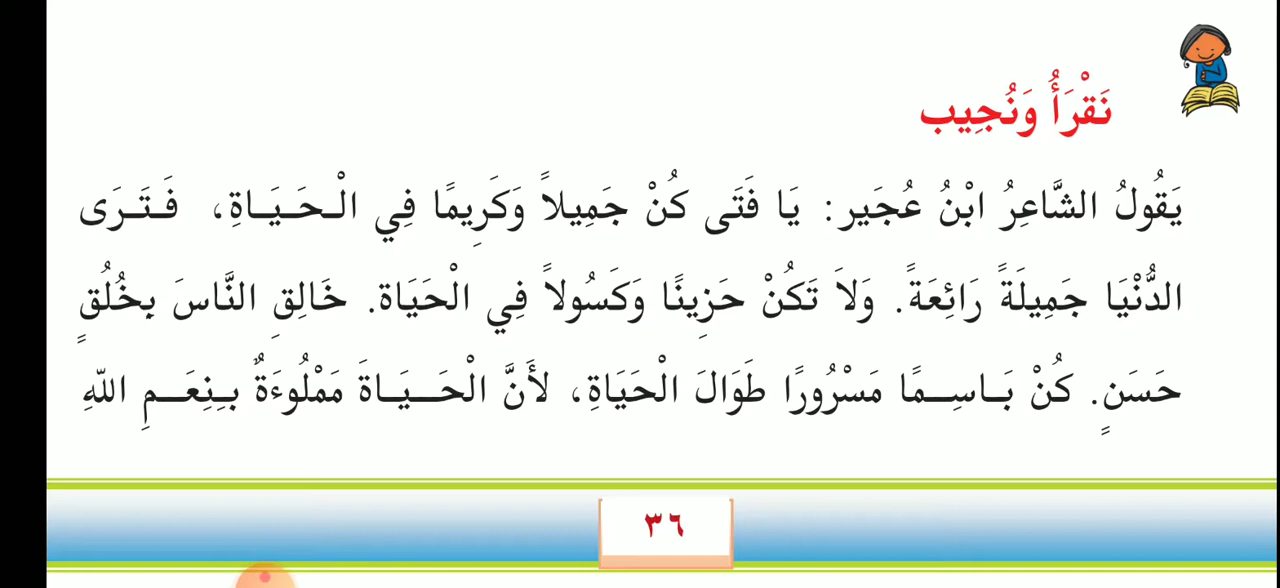 نَقْرَأُ وَنُجِيب
يَقُولُ الشَّاعِرُ ابْنُ عُجَير: يَا فَتَى كُنْ جَمِيلاً وَكَرِيمًا فِي الْحَيَاةِ، فَتَرَى
الدُّنْيَا جَمِيلَةً رَائِعَةً. وَلاَ تَكُنْ حَزِينًا وَكَسُولاً فِي الْحَيَاة. خَالِقِ النَّاسَ بِخُلُقٍ
حَسَنٍ. كُنْ بَاسِمًا مَسْرُورًا طَوَالَ الْحَيَاةِ، لأَنَّ الْحَيَاةَ مَمْلُوءَةٌ بِنِعَمِ اللّٰهِ
٣٦